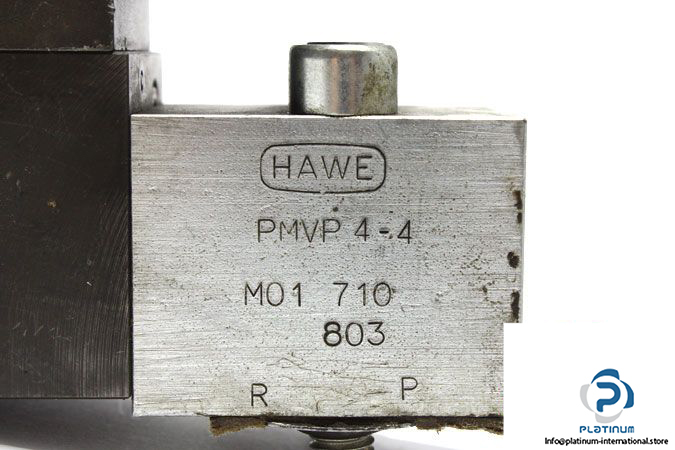 HAWE
PMVP 4-4
M01 710
803
R P
PLATINUM
Info@platinum-international.store